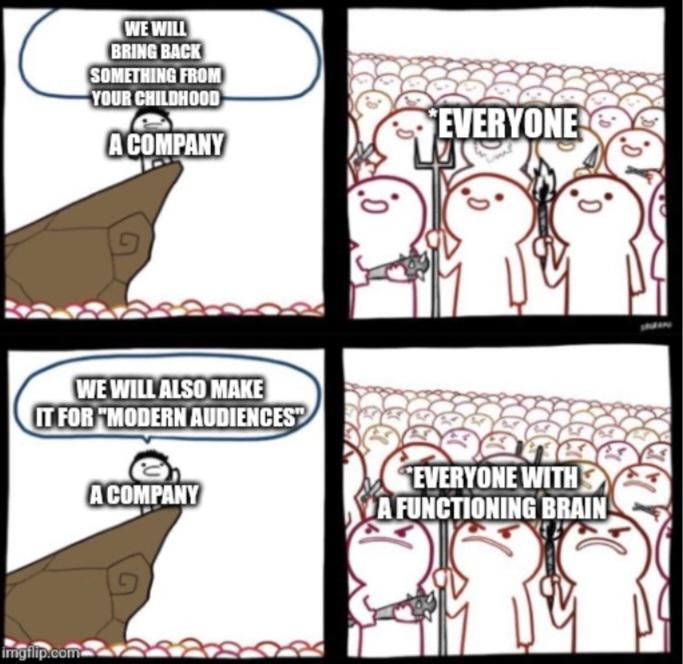 WE WILL
BRING BACK
SOMETHING FROM
YOUR CHILDHOOD
A COMPANY
*EVERYONE
WE WILL ALSO MAKE
IT FOR "MODERN AUDIENCES"
A COMPANY
*EVERYONE WITH
A FUNCTIONING BRAIN
imgflip.com